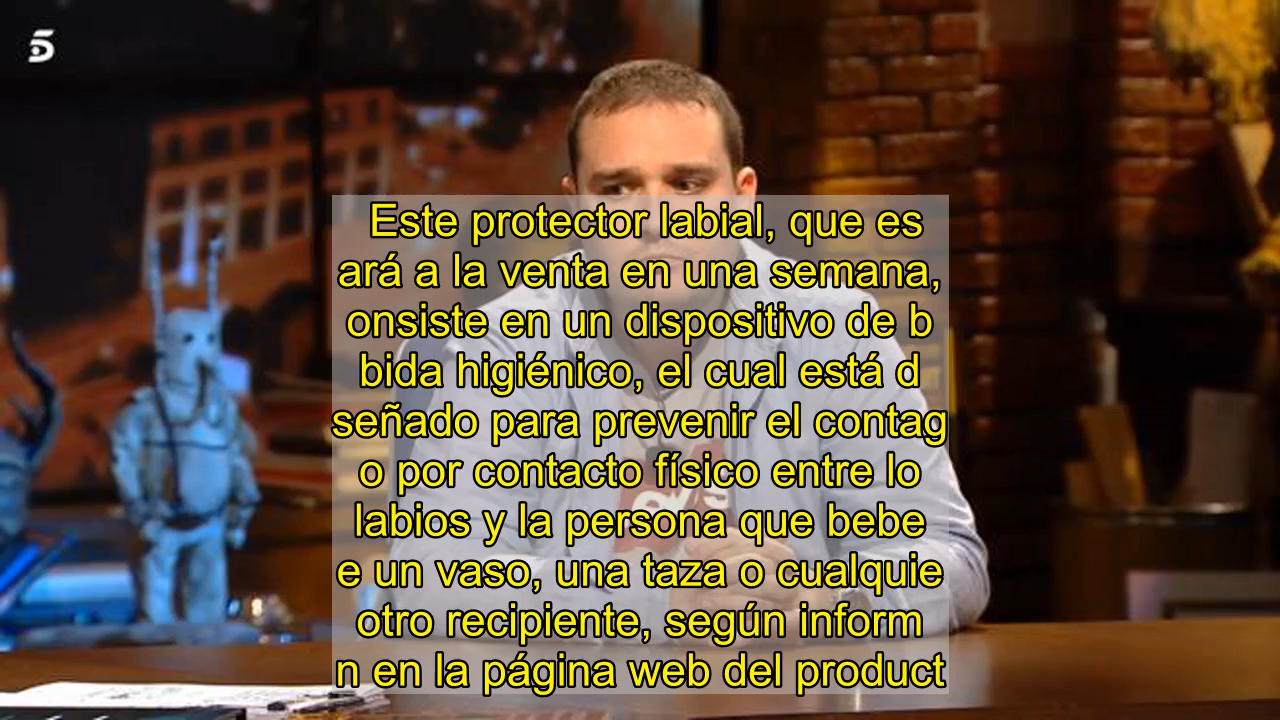 5
Este protector labial, que es
ará a la venta en una semana,
onsiste en un dispositivo de b
bida higiénico, el cual está d
señado para prevenir el contag
o por contacto físico entre lo
labios y la persona que bebe
e un vaso, una taza o cualquie
otro recipiente, según inform
n en la página web del product